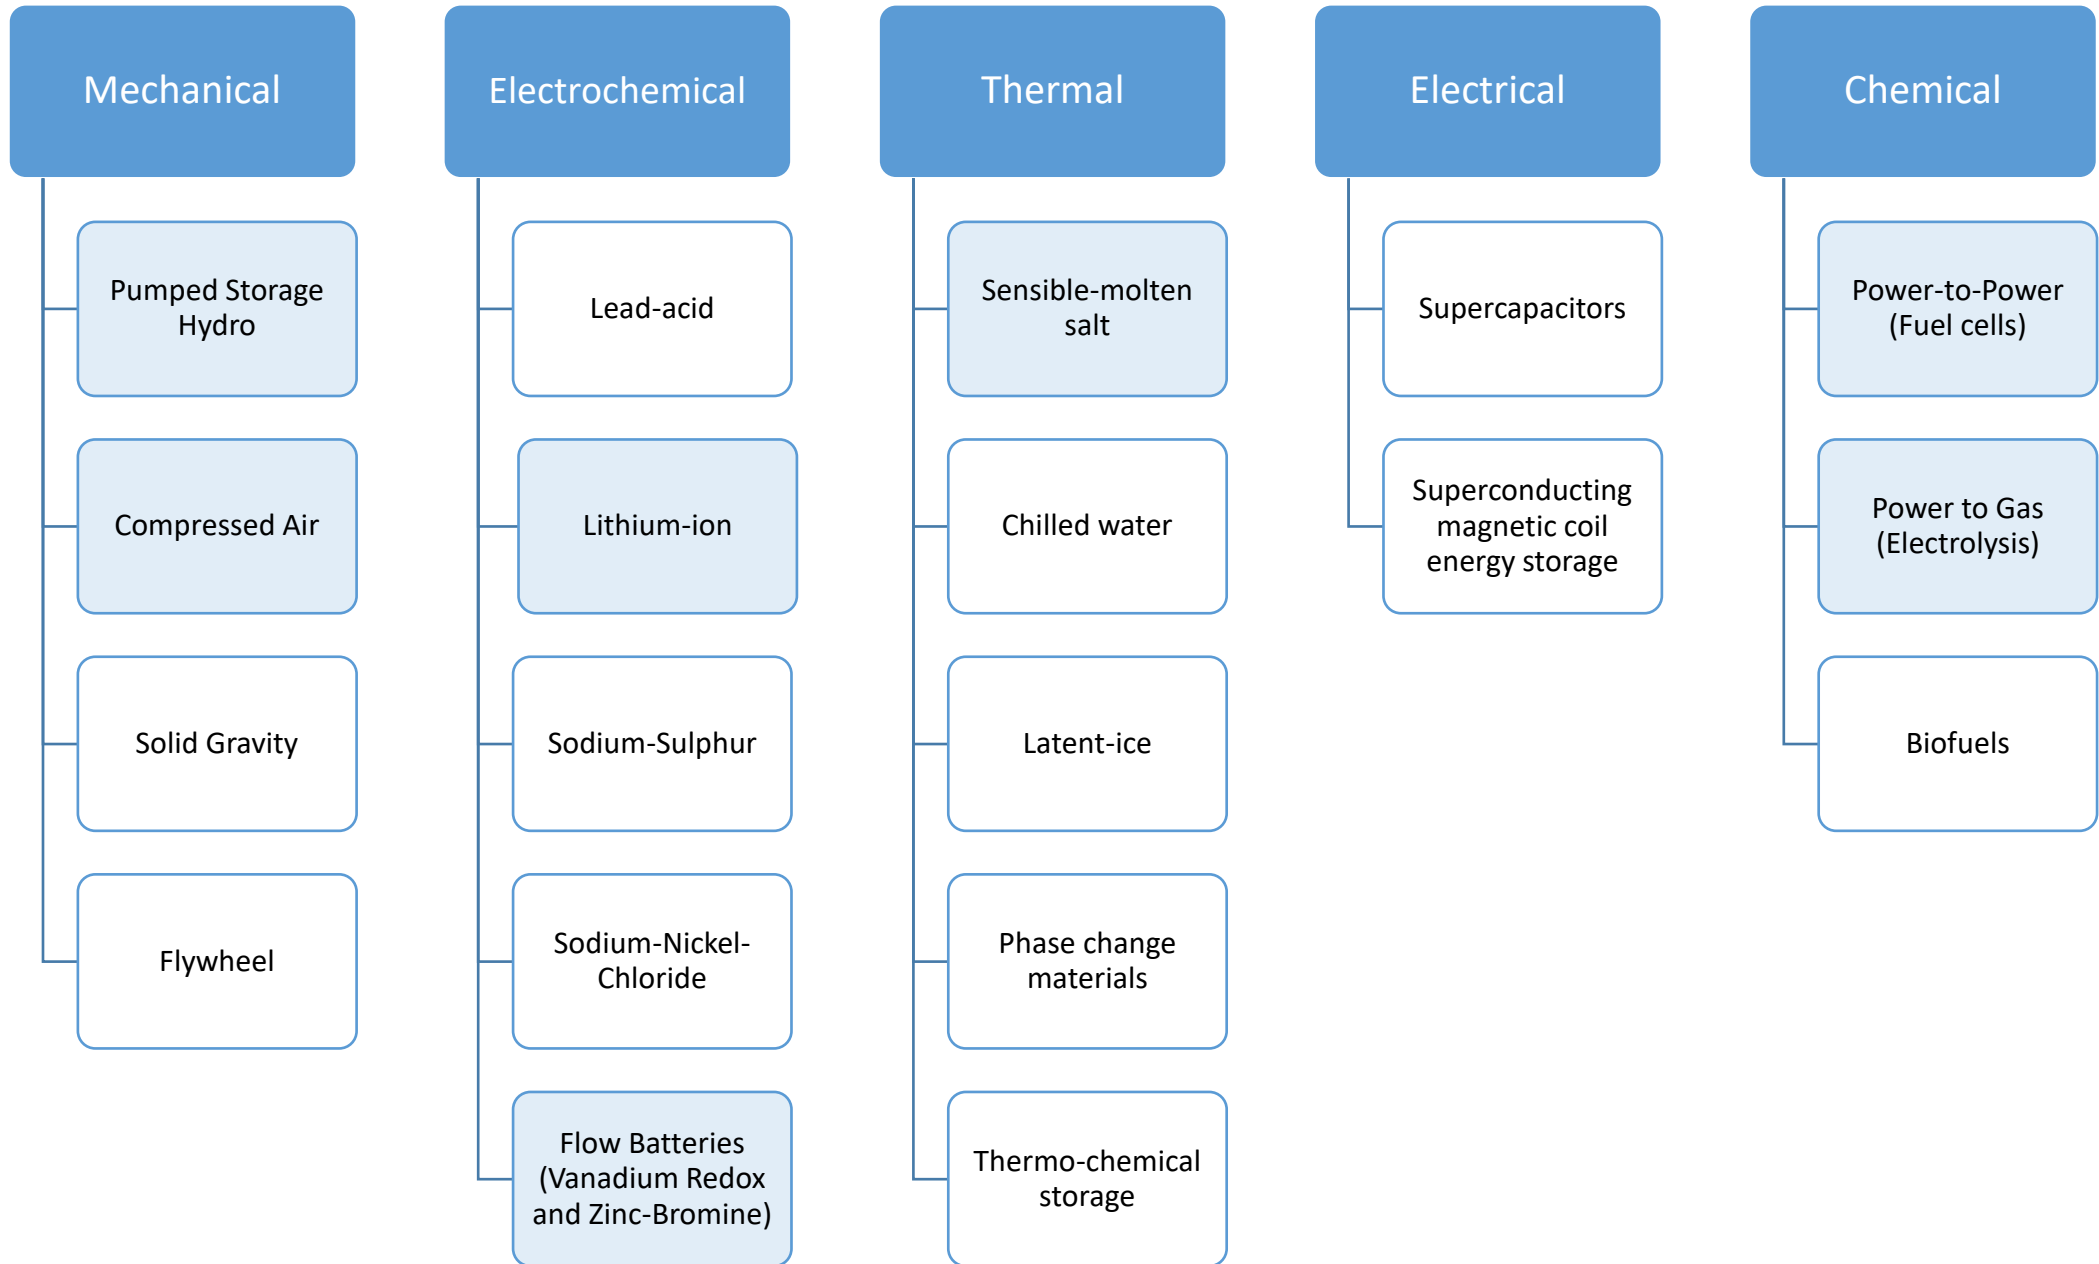 Mechanical
Pumped Storage
Hydro
Compressed Air
Solid Gravity
Flywheel
Electrochemical
Lead-acid
Lithium-ion
Sodium-Sulphur
Sodium-Nickel-
Chloride
Flow Batteries
(Vanadium Redox
and Zinc-Bromine)
Thermal
Sensible-molten
salt
Chilled water
Latent-ice
Phase change
materials
Thermo-chemical
storage
Electrical
Supercapacitors
Superconducting
magnetic coil
energy storage
Chemical
Power-to-Power
(Fuel cells)
Power to Gas
(Electrolysis)
Biofuels